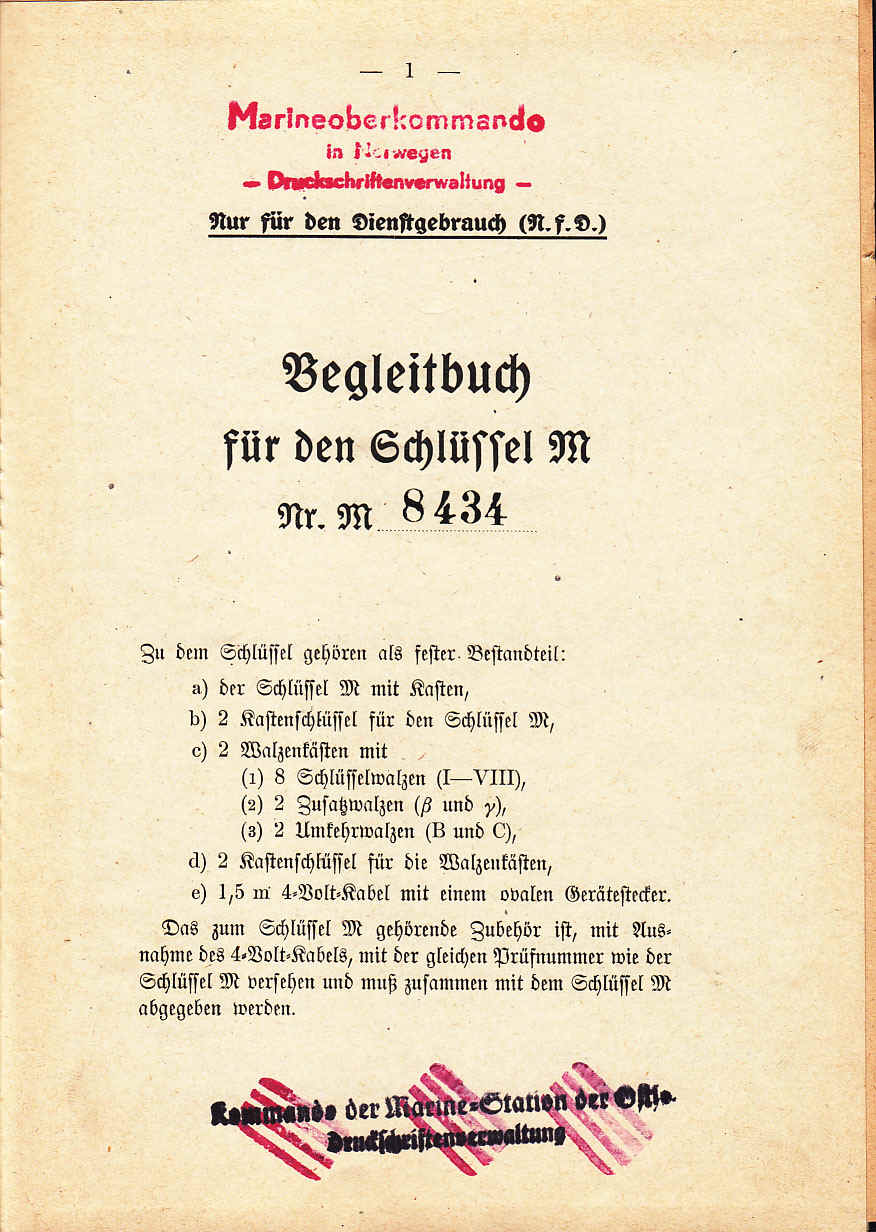 — 1 —
Marineoberkommando
in Norwegen
— Druckschriftenverwaltung —
Nur für den Dienstgebrauch (N.f.D.)
Begleitbuch
für den Schlüssel M
Nr. M 8434
Zu dem Schlüssel gehören als fester Bestandteil:
a) der Schlüssel M mit Kasten,
b) 2 Kastenschlüssel für den Schlüssel M,
c) 2 Walzenkästen mit
(1) 8 Schlüsselwalzen (I—VIII),
(2) 2 Zusatzwalzen (β und γ),
(3) 2 Umkehrwalzen (B und C),
d) 2 Kastenschlüssel für die Walzenkästen,
e) 1,5 m 4-Volt-Kabel mit einem ovalen Gerätestecker.
Das zum Schlüssel M gehörende Zubehör ist, mit Aus-
nahme des 4-Volt-Kabels, mit der gleichen Prüfnummer wie der
Schlüssel M versehen und muß zusammen mit dem Schlüssel M
abgegeben werden.
Kommando der Marine-Station der Osts.
Druckschriftenverwaltung